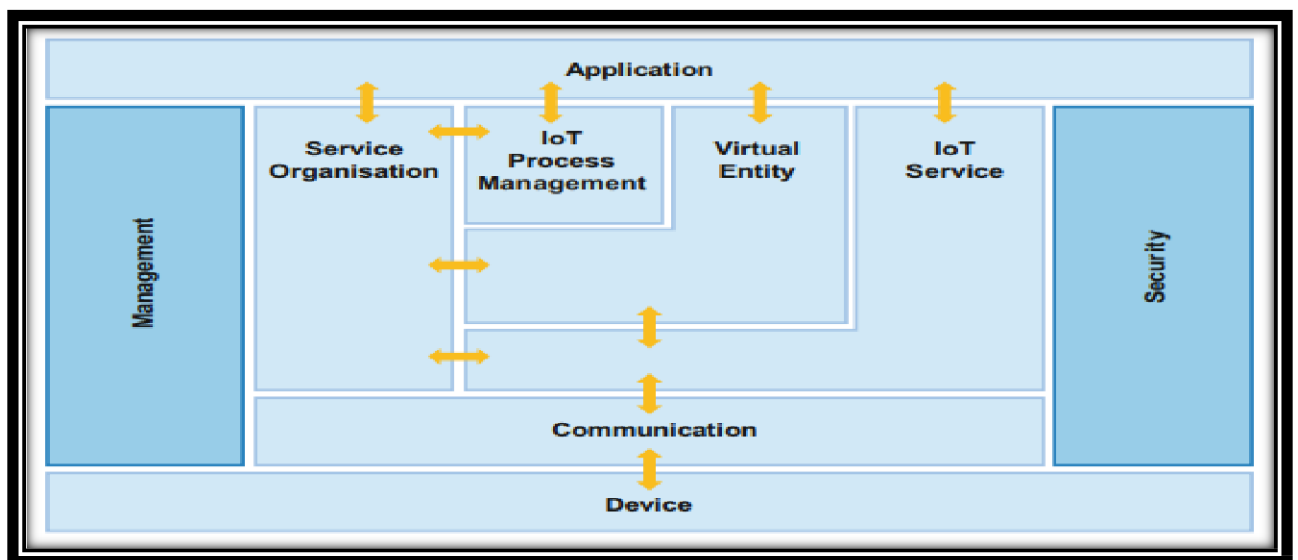 Application
Management
Service
Organisation
IoT
Process
Management
Virtual
Entity
IoT
Service
Security
Communication
Device